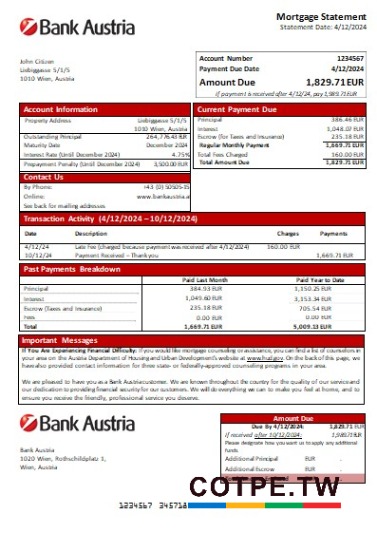 Bank Austria
Mortgage Statement
Statement Date: 4/12/2024
John Citizen
Liebiggasse 5/1/5
1010 Wien, Austria
Account Number 1234567
Payment Due Date 4/12/2024
Amount Due 1,829.71 EUR
If payment is received after 4/12/24, pay 1,989.71 EUR
Account Information
Property Address Liebiggasse 5/1/5
1010 Wien, Austria
Outstanding Principal 264,776.43 EUR
Maturity Date December 2024
Interest Rate (Until December 2024) 4.75%
Prepayment Penalty (Until December 2024) 3,500.00 EUR
Contact Us
By Phone: +43 (0) 50505-15
Online: www.bankaustria.a
See back for mailing address
Current Payment Due
Principal 386.46 EUR
Interest 1,048.07 EUR
Escrow (for Taxes and Insurance) 235.18 EUR
Regular Monthly Payment 1,669.71 EUR
Total Fees Charged 160.00 EUR
Total Amount Due 1,829.71 EUR
Transaction Activity (4/12/2024 – 10/12/2024)
Date Description Charges Payments
4/12/24 Late Fee (charged because payment was received after 4/12/24) 160.00 EUR
10/12/24 Payment Received – Thank you 1,669.71 EUR
Past Payments Breakdown
Paid Last Month Paid Year to Date
Principal 384.93 EUR 1,150.25 EUR
Interest 1,049.60 EUR 3,153.34 EUR
Escrow (Taxes and Insurance) 235.18 EUR 705.54 EUR
Fees 0.00 EUR 0.00 EUR
Total 1,669.71 EUR 5,009.13 EUR
Important Messages
If You Are Experiencing Financial Difficulty: If you would like mortgage counseling or assistance, you can find a list of counselors in
your area on the Austria Department of Housing and Urban Development's website at www.hud.gov. On the back of this page, we
have also provided contact information for three state- or federally-approved counseling programs in your area.
We are pleased to have you as a Bank Austria customer. We are known throughout the country for the quality of our service and
our dedication to providing financial security for our customers. We will do everything we can to make you feel at home, and to
ensure you receive the friendly, professional service you deserve.
Bank Austria
Bank Austria
1020 Wien, Rothschildplatz 1,
Wien, Austria
Amount Due
Due By 4/12/2024: 1,829.71 EUR
if received after 10/12/2024: 1,989.71 EUR
Please designate how you want us to apply any additional
funds.
Additional Principal EUR .
Additional Escrow EUR .
COTPE.TW
1234567 345718